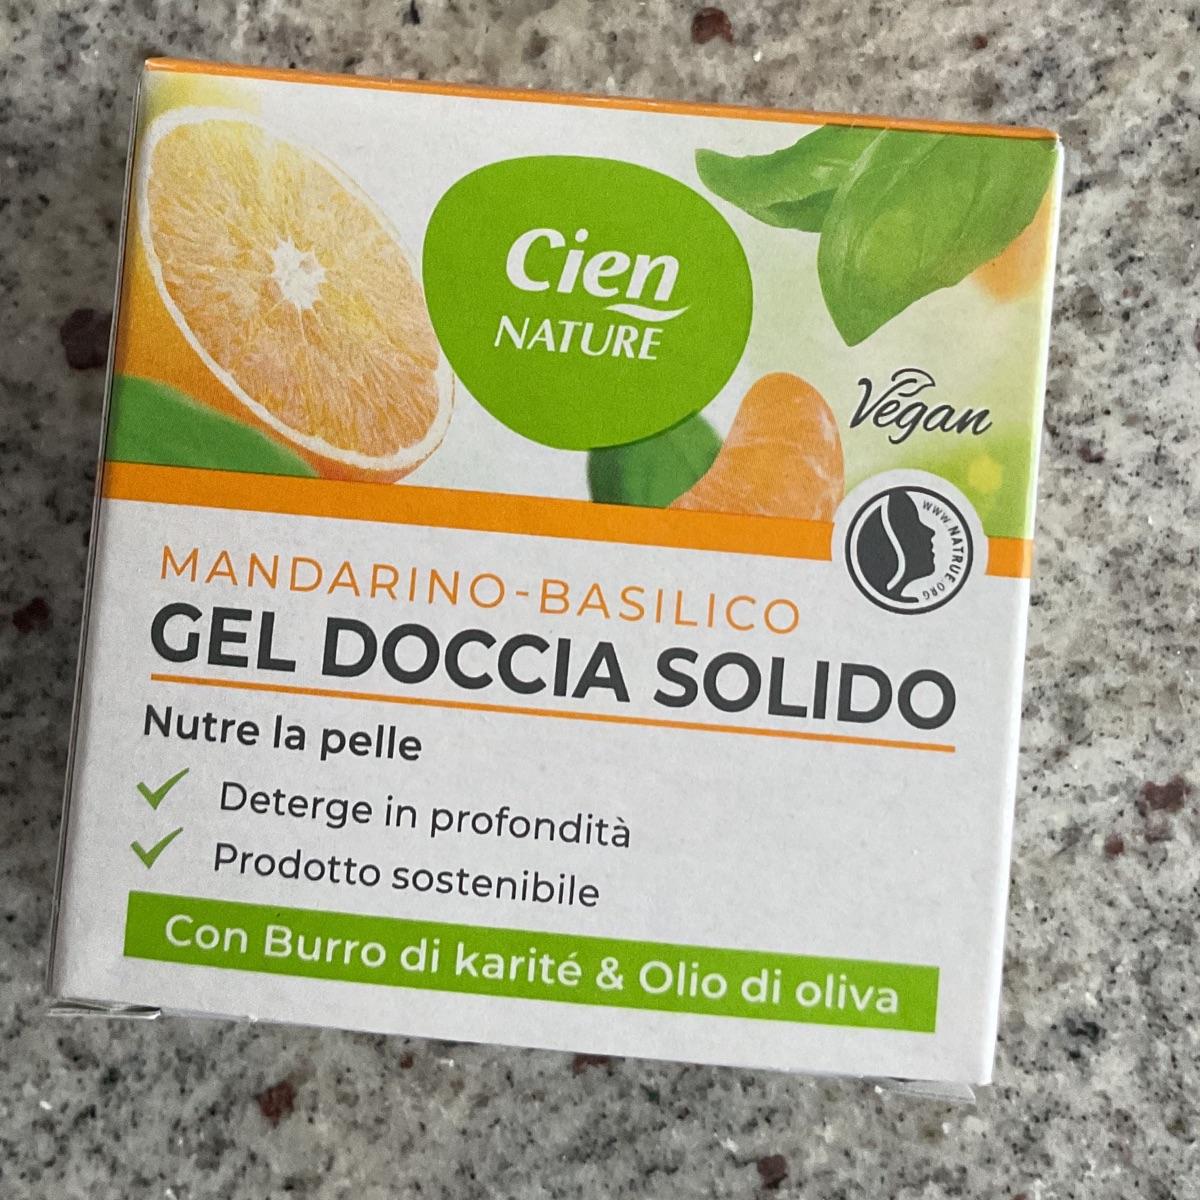 Cien
NATURE
Vegan
WWW.NATRUE.ORG
MANDARINO-BASILICO
GEL DOCCIA SOLIDO
Nutre la pelle
Deterge in profondità
Prodotto sostenibile
Con Burro di karité & Olio di oliva